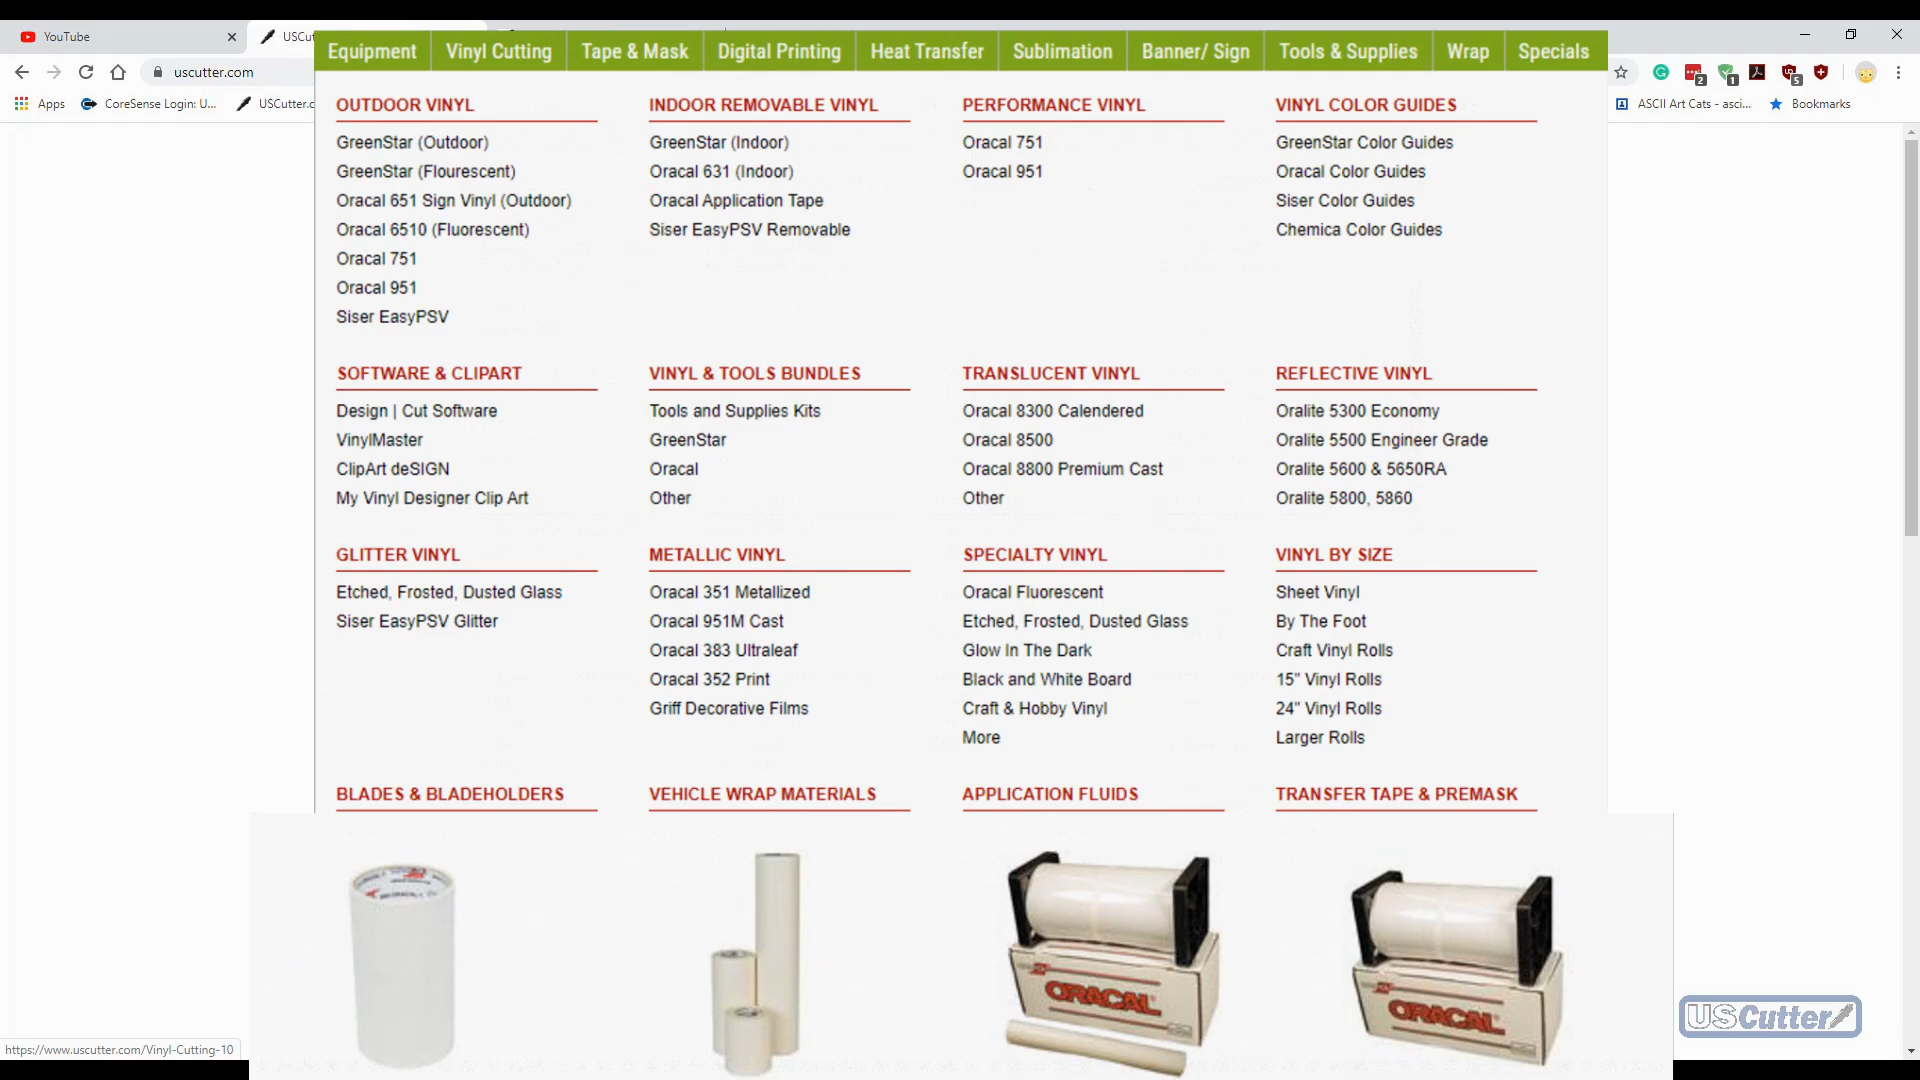 YouTube
USCu
uscutter.com
Apps
CoreSense Login: U...
USCutter.c
ASCII Art Cats - asci...
Bookmarks
2
1
5
Equipment
Vinyl Cutting
Tape & Mask
Digital Printing
Heat Transfer
Sublimation
Banner/ Sign
Tools & Supplies
Wrap
Specials
OUTDOOR VINYL
GreenStar (Outdoor)
GreenStar (Flourescent)
Oracal 651 Sign Vinyl (Outdoor)
Oracal 6510 (Fluorescent)
Oracal 751
Oracal 951
Siser EasyPSV
INDOOR REMOVABLE VINYL
GreenStar (Indoor)
Oracal 631 (Indoor)
Oracal Application Tape
Siser EasyPSV Removable
PERFORMANCE VINYL
Oracal 751
Oracal 951
VINYL COLOR GUIDES
GreenStar Color Guides
Oracal Color Guides
Siser Color Guides
Chemica Color Guides
SOFTWARE & CLIPART
Design | Cut Software
VinylMaster
ClipArt deSIGN
My Vinyl Designer Clip Art
VINYL & TOOLS BUNDLES
Tools and Supplies Kits
GreenStar
Oracal
Other
TRANSLUCENT VINYL
Oracal 8300 Calendered
Oracal 8500
Oracal 8800 Premium Cast
Other
REFLECTIVE VINYL
Oralite 5300 Economy
Oralite 5500 Engineer Grade
Oralite 5600 & 5650RA
Oralite 5800, 5860
GLITTER VINYL
Etched, Frosted, Dusted Glass
Siser EasyPSV Glitter
METALLIC VINYL
Oracal 351 Metallized
Oracal 951M Cast
Oracal 383 Ultraleaf
Oracal 352 Print
Griff Decorative Films
SPECIALTY VINYL
Oracal Fluorescent
Etched, Frosted, Dusted Glass
Glow In The Dark
Black and White Board
Craft & Hobby Vinyl
More
VINYL BY SIZE
Sheet Vinyl
By The Foot
Craft Vinyl Rolls
15" Vinyl Rolls
24" Vinyl Rolls
Larger Rolls
BLADES & BLADEHOLDERS
VEHICLE WRAP MATERIALS
APPLICATION FLUIDS
TRANSFER TAPE & PREMASK
ORACAL
ORACAL
USCutter
https://www.uscutter.com/Vinyl-Cutting-10